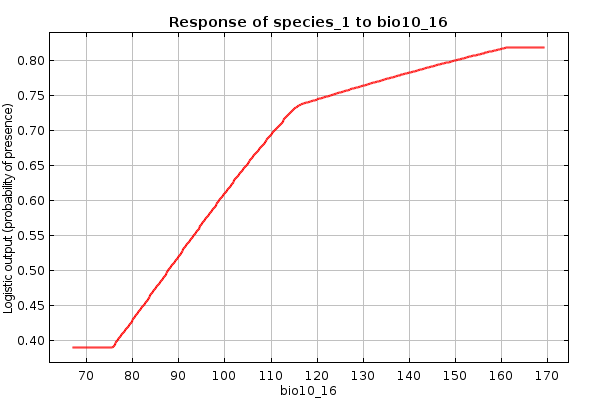 Response of species_1 to bio10_16
Logistic output (probability of presence)
0.80
0.75
0.70
0.65
0.60
0.55
0.50
0.45
0.40
70 80 90 100 110 120 130 140 150 160 170
bio10_16